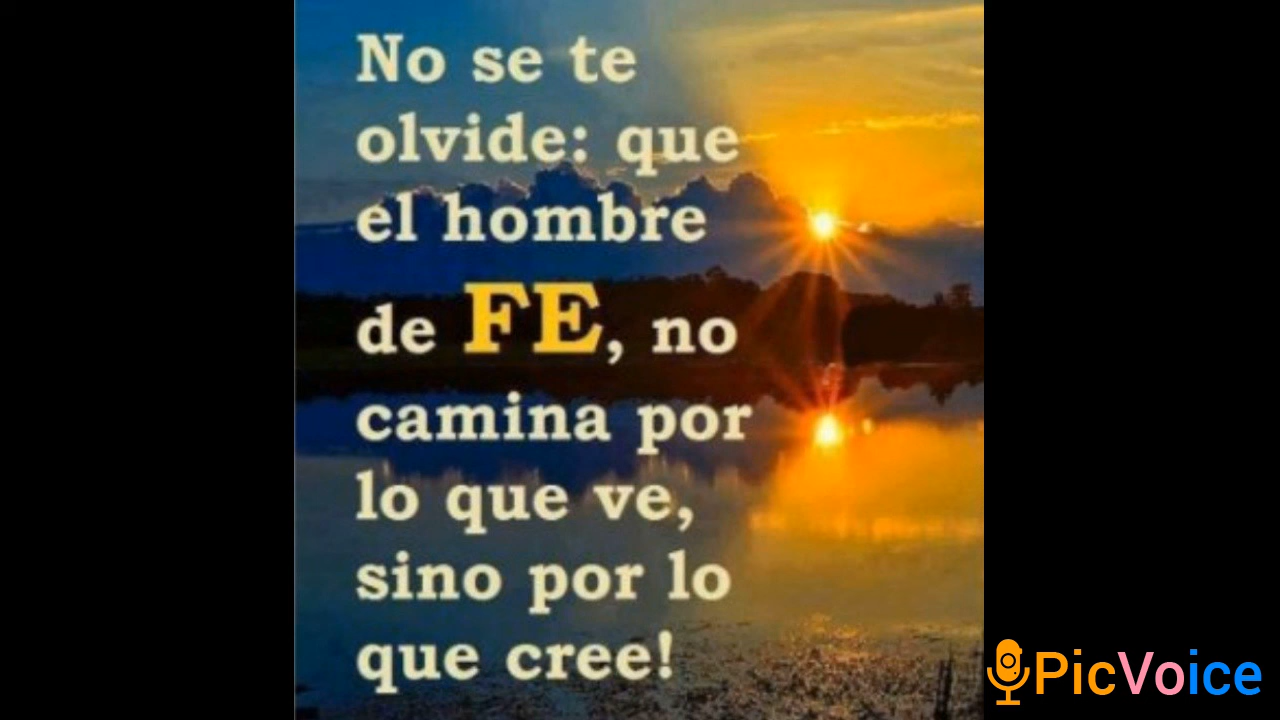 No se te
olvide: que
el hombre
de FE, no
camina por
lo que ve,
sino por lo
que cree!
PicVoice